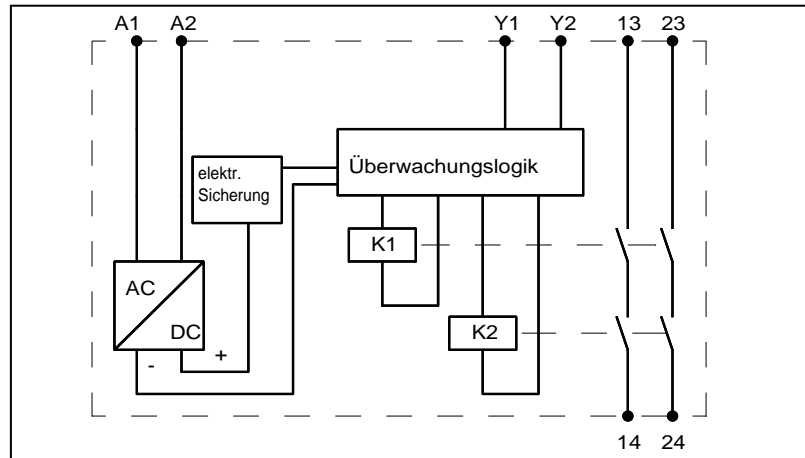 A1 A2 Y1 Y2 13 23
Überwachungslogik
elektr.
Sicherung
K1
AC
DC
K2
- +
14 24